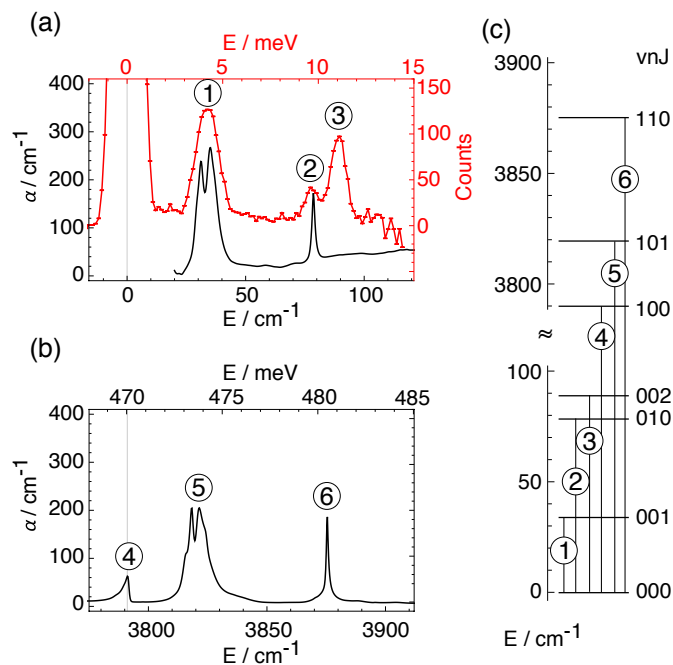 (a)
E / meV
0 5 10 15
400
300
200
100
0
α / cm-1
150
100
50
0
Counts
1
2
3
0 50 100
E / cm-1
(b)
E / meV
470 475 480 485
400
300
200
100
0
α / cm-1
4
5
6
3800 3850 3900
E / cm-1
(c)
vnJ
3900
3850
3800
≈
100
50
0
110
101
100
002
010
001
000
6
5
4
3
2
1
E / cm-1